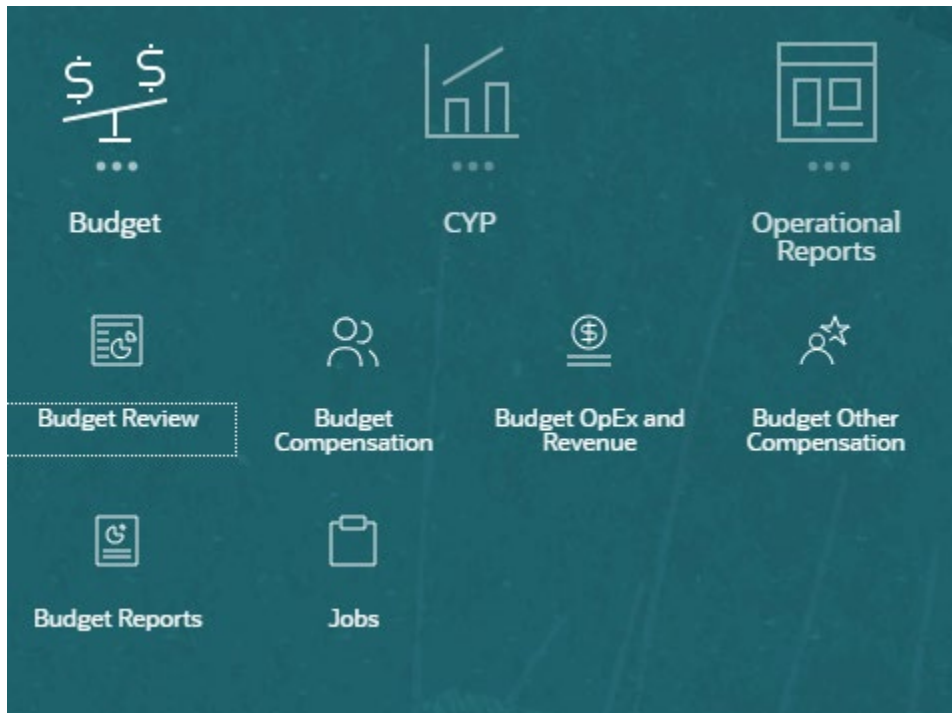 Budget
CYP
Operational
Reports
Budget Review
Budget
Compensation
Budget OpEx and
Revenue
Budget Other
Compensation
Budget Reports
Jobs